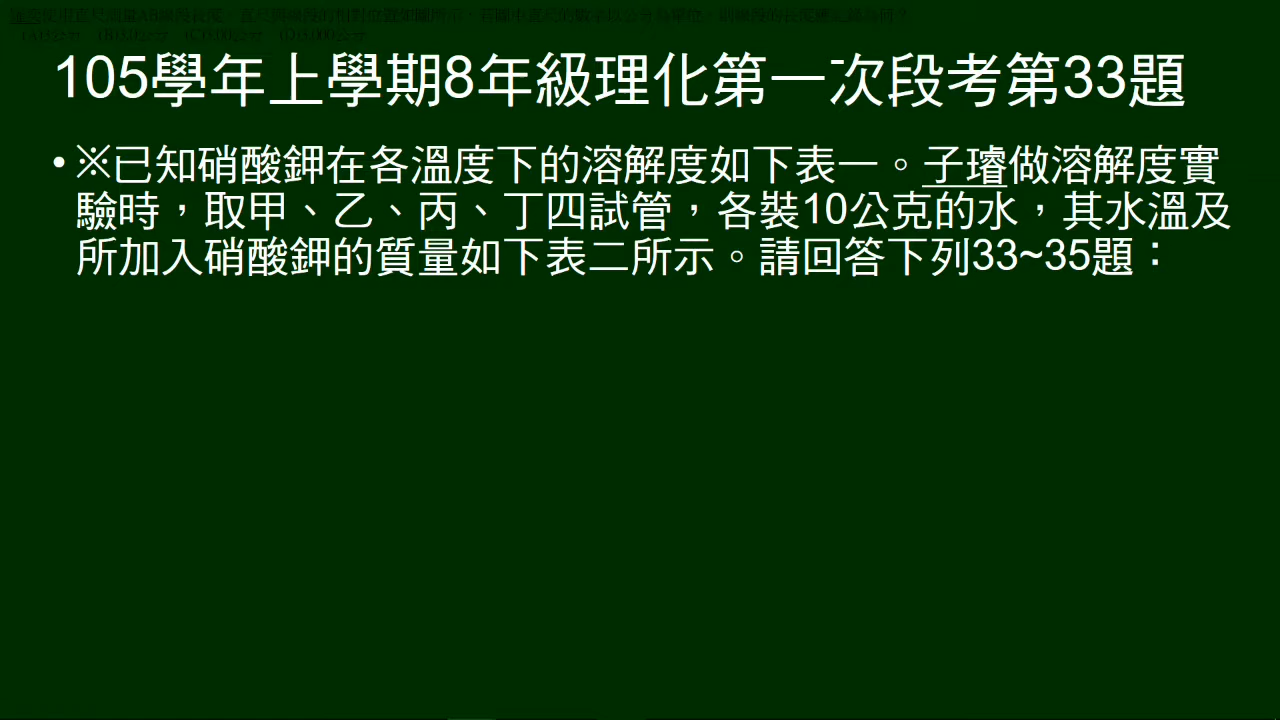 105學年上學期8年級理化第一次段考第33題
•※已知硝酸鉀在各溫度下的溶解度如下表一。子璿做溶解度實
驗時，取甲、乙、丙、丁四試管，各裝10公克的水，其水溫及
所加入硝酸鉀的質量如下表二所示。請回答下列33~35題：